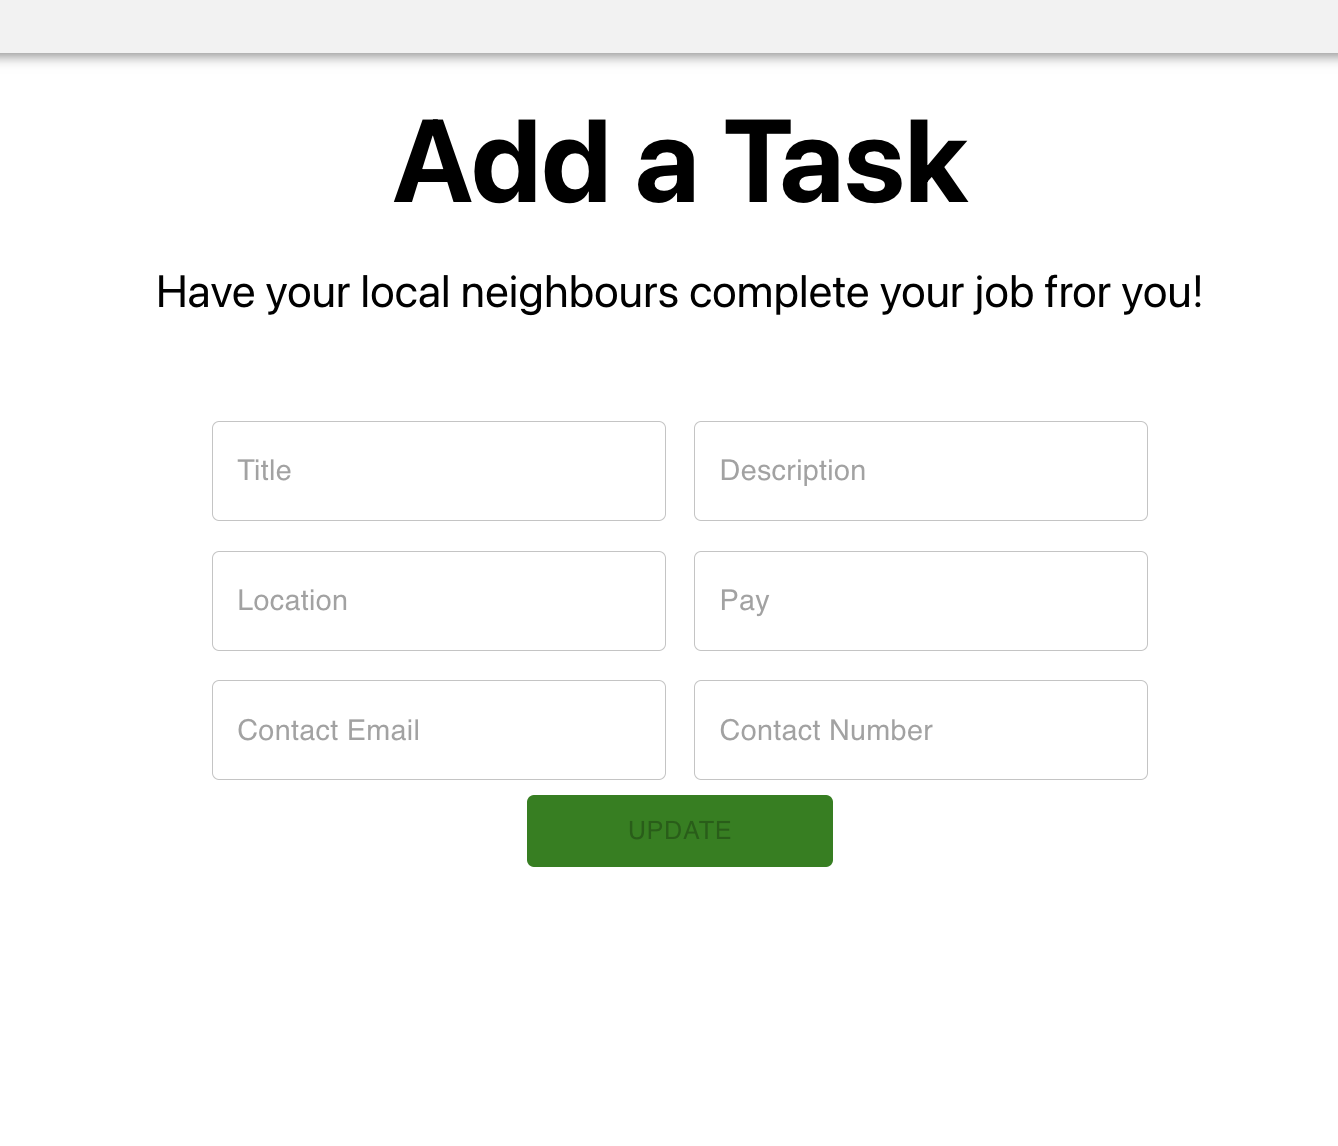 Add a Task
Have your local neighbours complete your job fror you!
Title
Description
Location
Pay
Contact Email
Contact Number
UPDATE